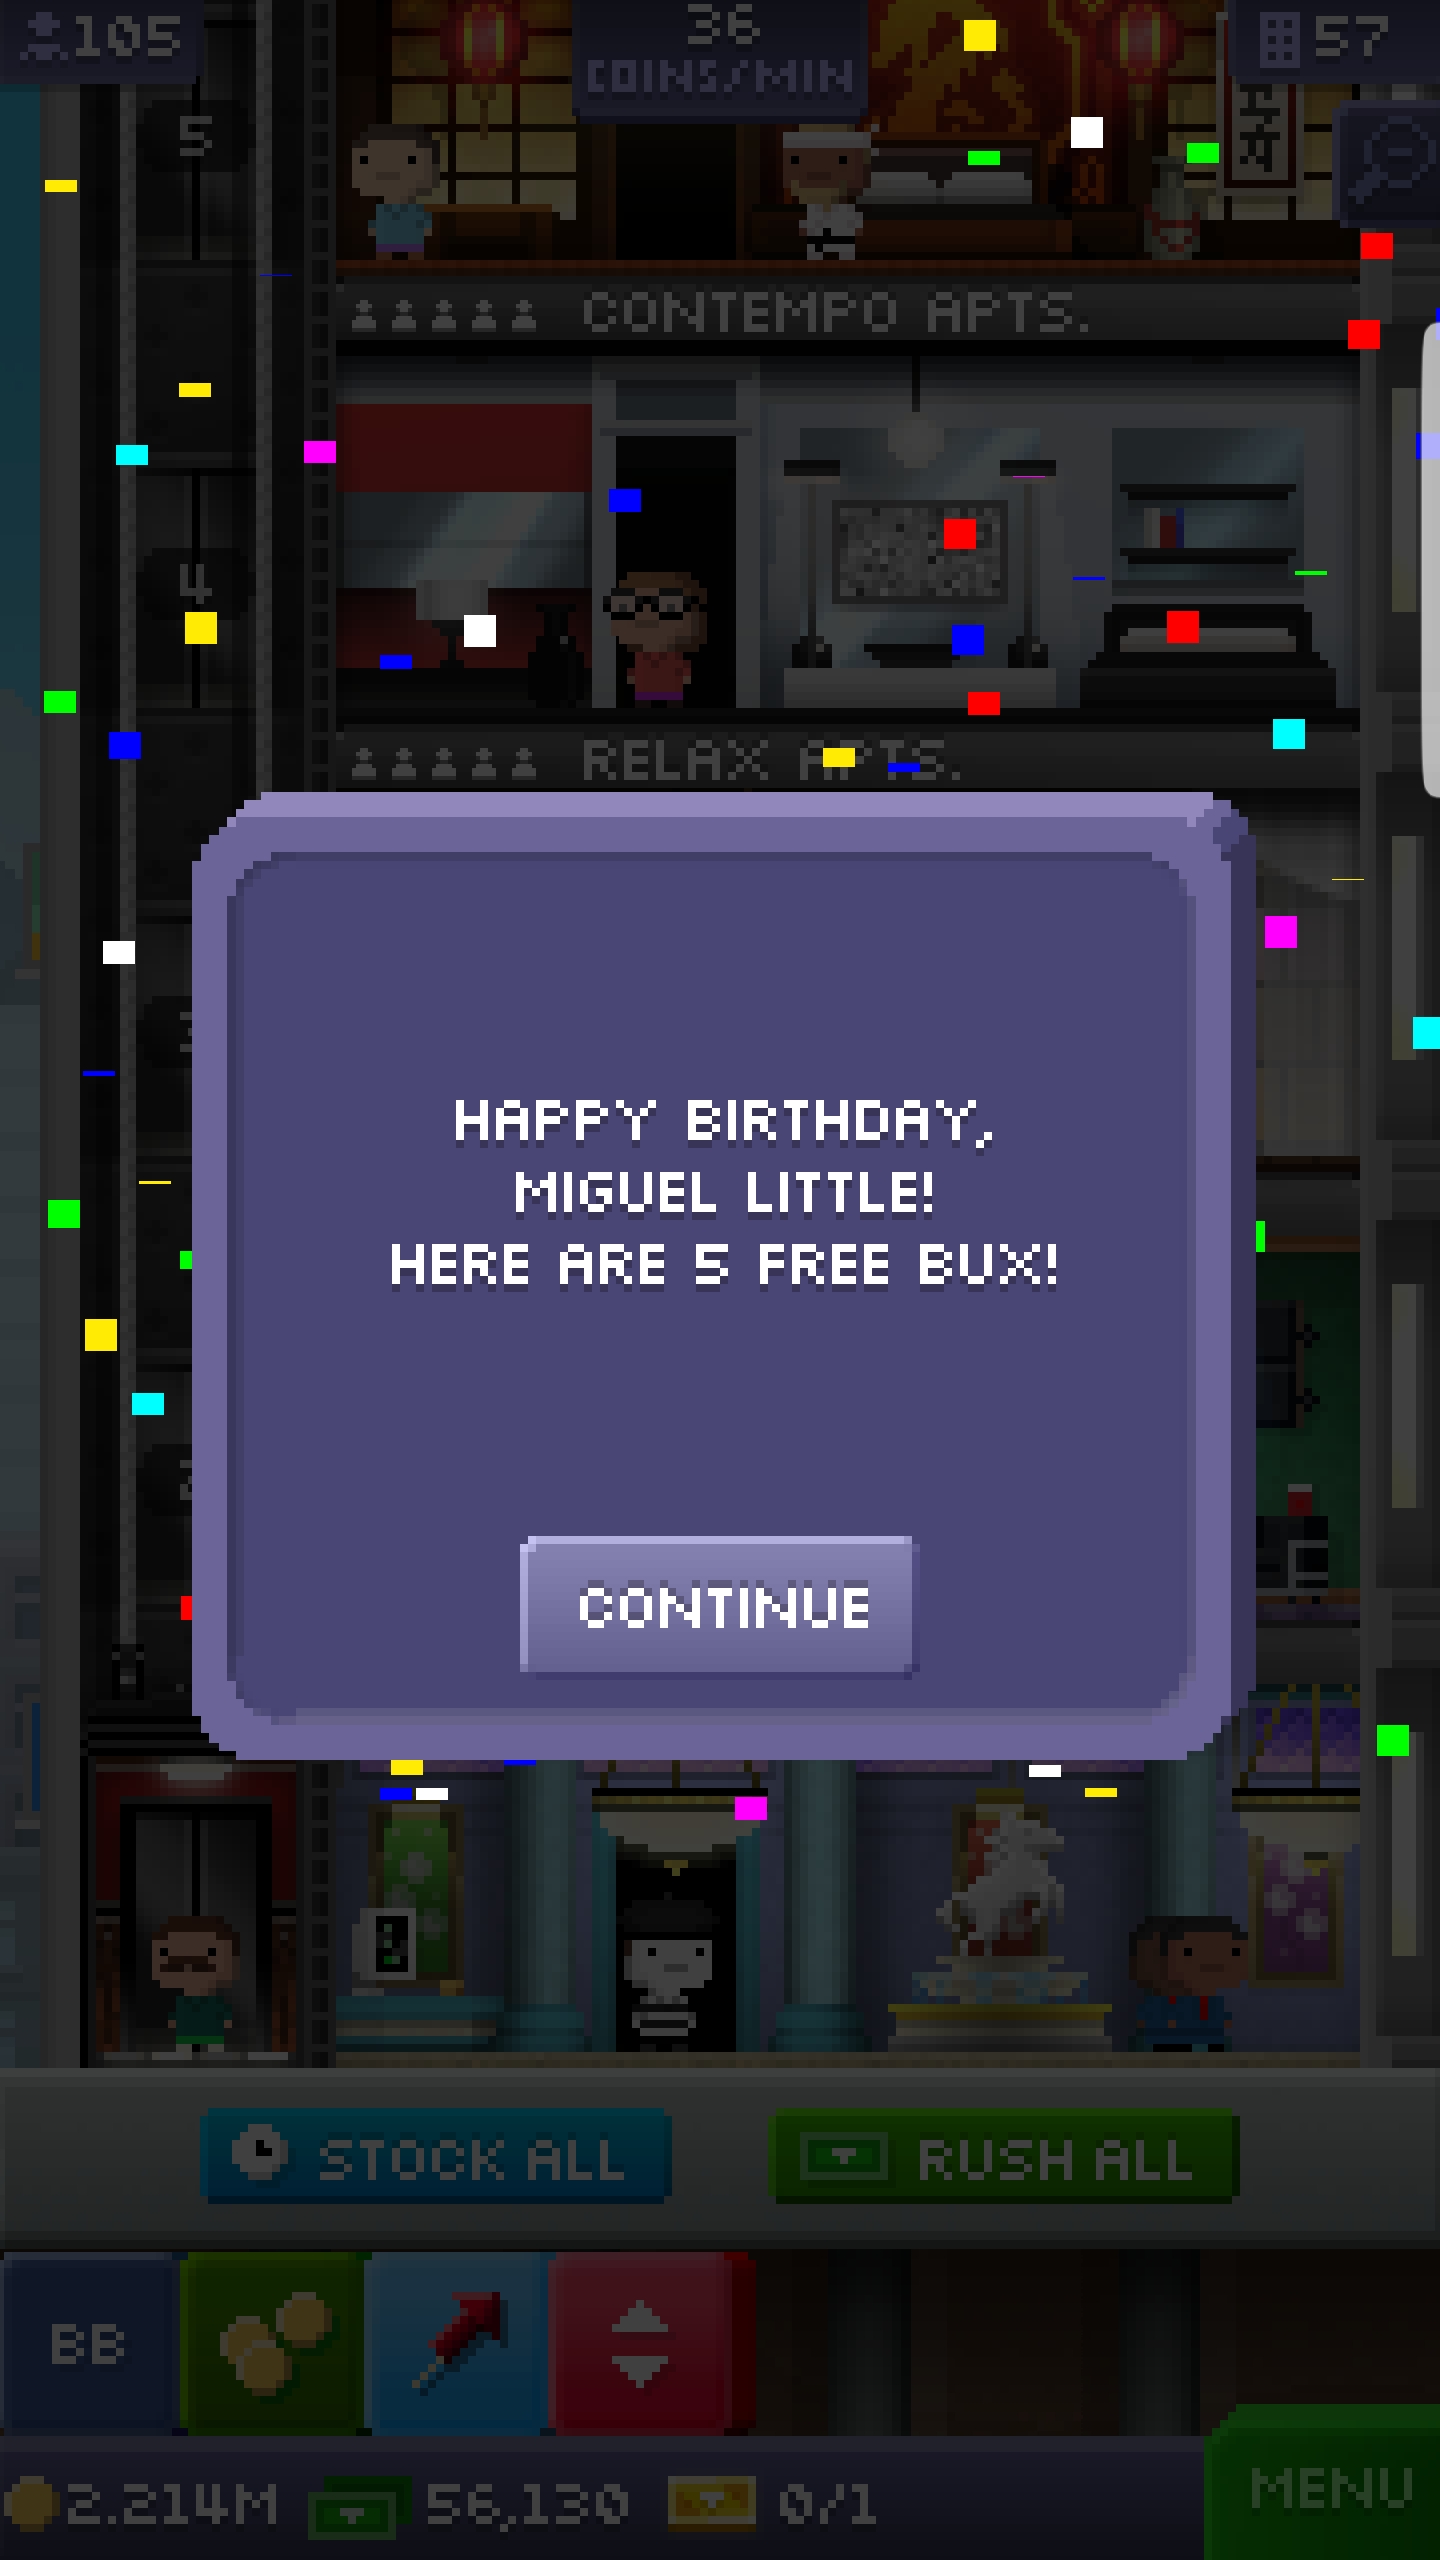 105
36
COINS/MIN
57
5
CONTEMPO APTS.
4
RELAX APTS.
HAPPY BIRTHDAY,
MIGUEL LITTLE!
HERE ARE 5 FREE BUX!
CONTINUE
STOCK ALL
RUSH ALL
BB
2.214M
56,130
0/1
MENU